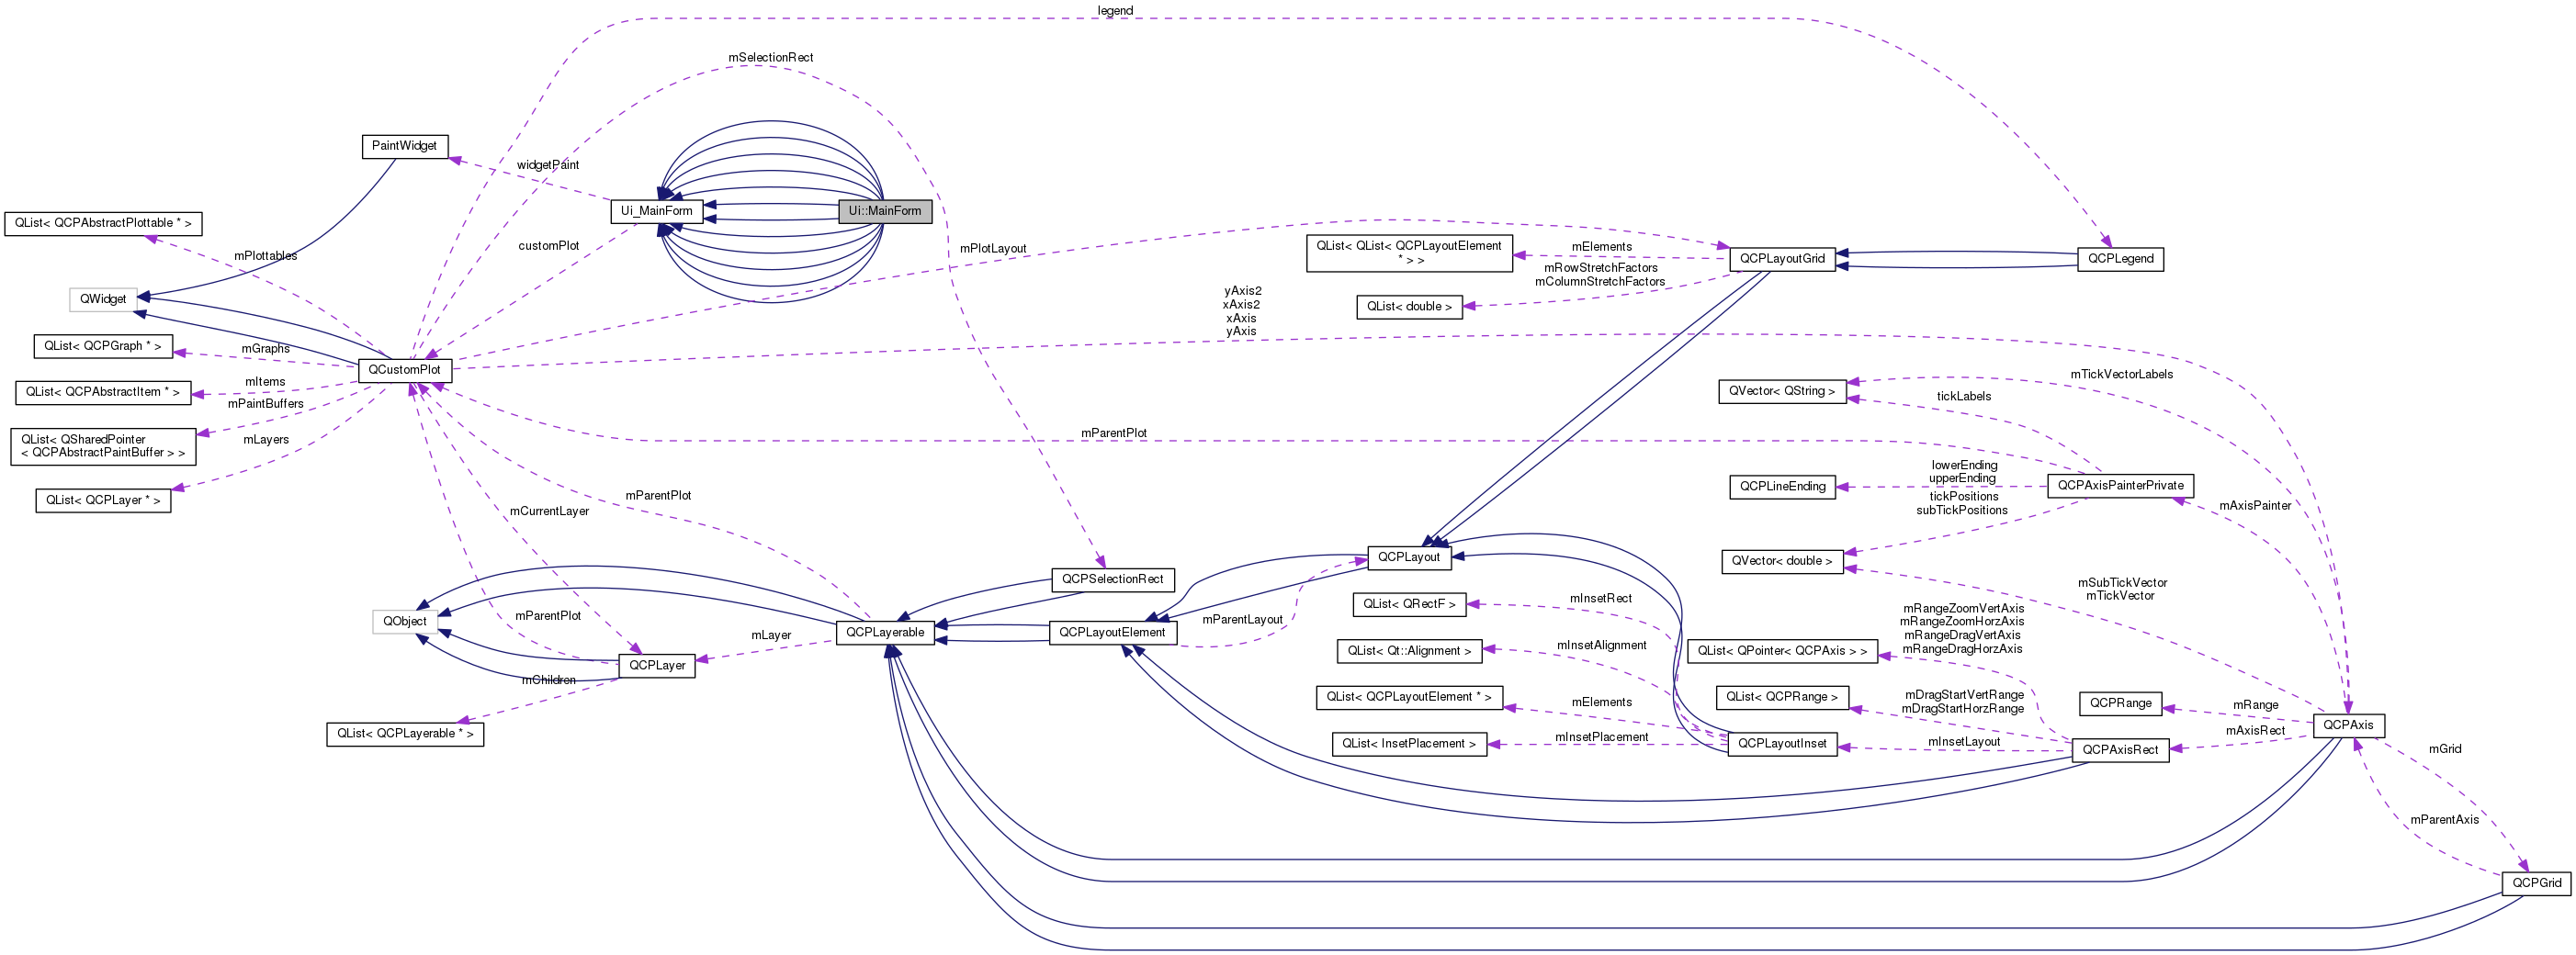 legend
mSelectionRect
PaintWidget
widgetPaint
Ui_MainForm
Ui::MainForm
QList< QCPAbstractPlottable * >
mPlottables
customPlot
mPlotLayout
QList< QList< QCPLayoutElement
* > >
mElements
QCPLayoutGrid
QCPLegend
mRowStretchFactors
mColumnStretchFactors
QWidget
QList< double >
yAxis2
xAxis2
xAxis
yAxis
QList< QCPGraph * >
mGraphs
QCustomPlot
QList< QCPAbstractItem * >
mItems
mPaintBuffers
QVector< QString >
mTickVectorLabels
tickLabels
QList< QSharedPointer
< QCPAbstractPaintBuffer > >
mLayers
mParentPlot
QList< QCPLayer * >
mCurrentLayer
mParentPlot
QCPLineEnding
lowerEnding
upperEnding
QCPAxisPainterPrivate
tickPositions
subTickPositions
mAxisPainter
QCPLayout
QVector< double >
QCPSelectionRect
mSubTickVector
mTickVector
QObject
mParentPlot
QCPLayerable
QCPLayoutElement
mParentLayout
QList< QRectF >
mInsetRect
mRangeZoomVertAxis
mRangeZoomHorzAxis
mRangeDragVertAxis
mRangeDragHorzAxis
mLayer
QCPLayer
QList< Qt::Alignment >
mInsetAlignment
QList< QPointer< QCPAxis > >
mChildren
QList< QCPLayerable * >
QList< QCPLayoutElement * >
mElements
QList< QCPRange >
mDragStartVertRange
mDragStartHorzRange
QCPRange
mRange
QCPAxis
QList< InsetPlacement >
mInsetPlacement
QCPLayoutInset
mInsetLayout
QCPAxisRect
mAxisRect
mGrid
mParentAxis
QCPGrid